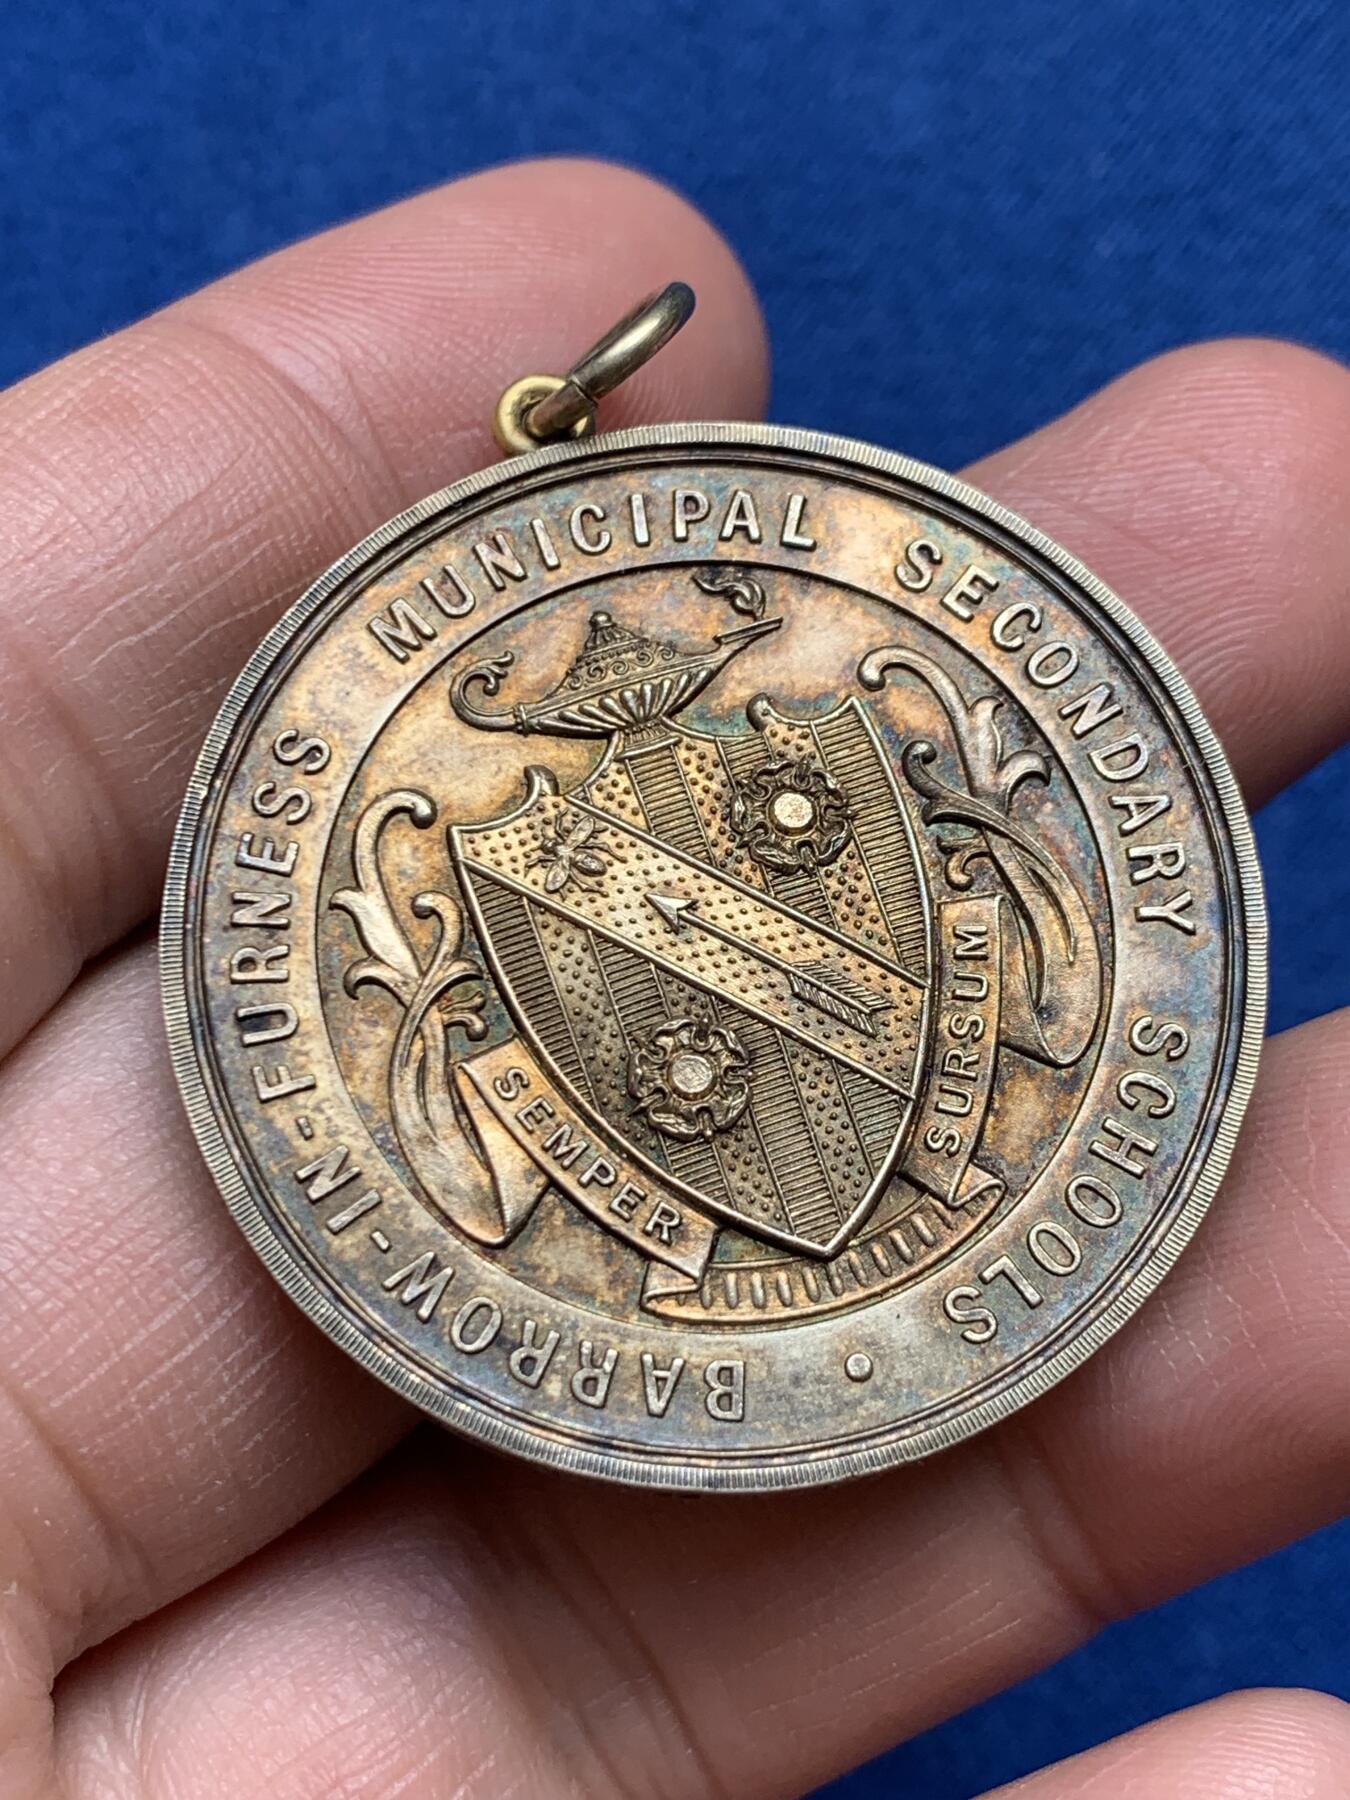 BARROW-IN-FURNESS MUNICIPAL SECONDARY SCHOOLS
SEMPER SURSUM